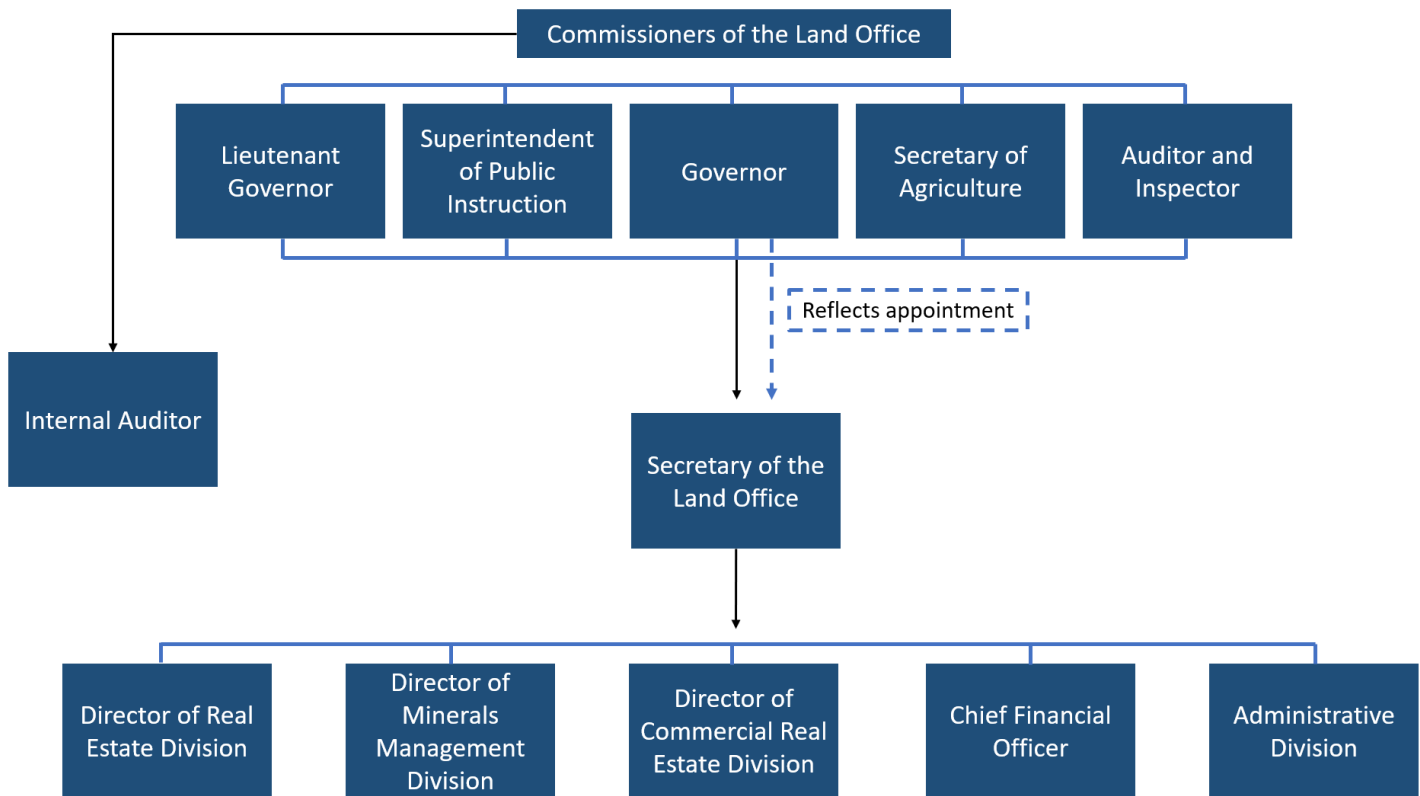 Commissioners of the Land Office
Lieutenant
Governor
Superintendent
of Public
Instruction
Governor
Secretary of
Agriculture
Auditor and
Inspector
Reflects appointment
Internal Auditor
Secretary of the
Land Office
Director of Real
Estate Division
Director of
Minerals
Management
Division
Director of
Commercial Real
Estate Division
Chief Financial
Officer
Administrative
Division